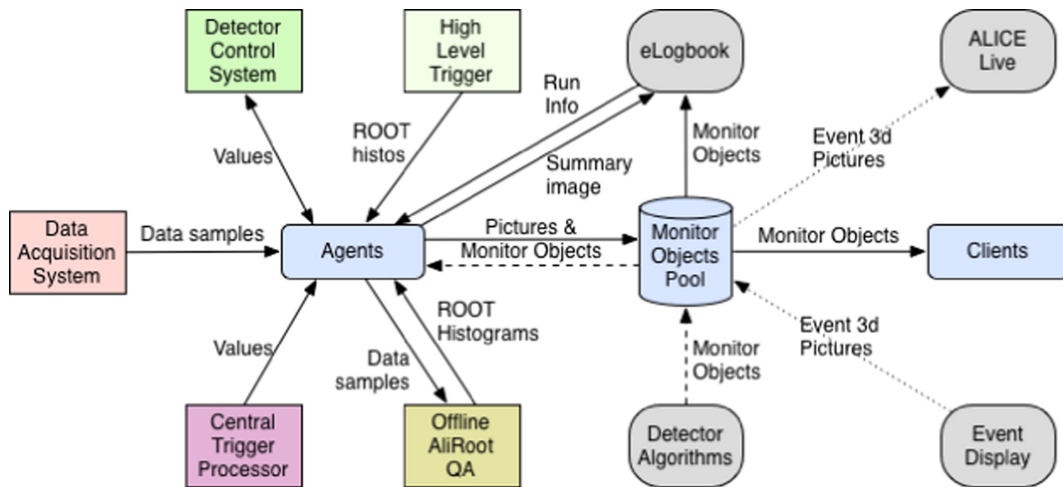 Detector
Control
System
High
Level
Trigger
eLogbook
ALICE
Live
Run
Info
ROOT
histos
Values
Monitor
Objects
Event 3d
Pictures
Summary
image
Data
Acquisition
System
Data samples
Agents
Pictures &
Monitor Objects
Monitor
Objects
Pool
Monitor Objects
Clients
ROOT
Histograms
Values
Data
samples
Monitor
Objects
Event 3d
Pictures
Central
Trigger
Processor
Offline
AliRoot
QA
Detector
Algorithms
Event
Display